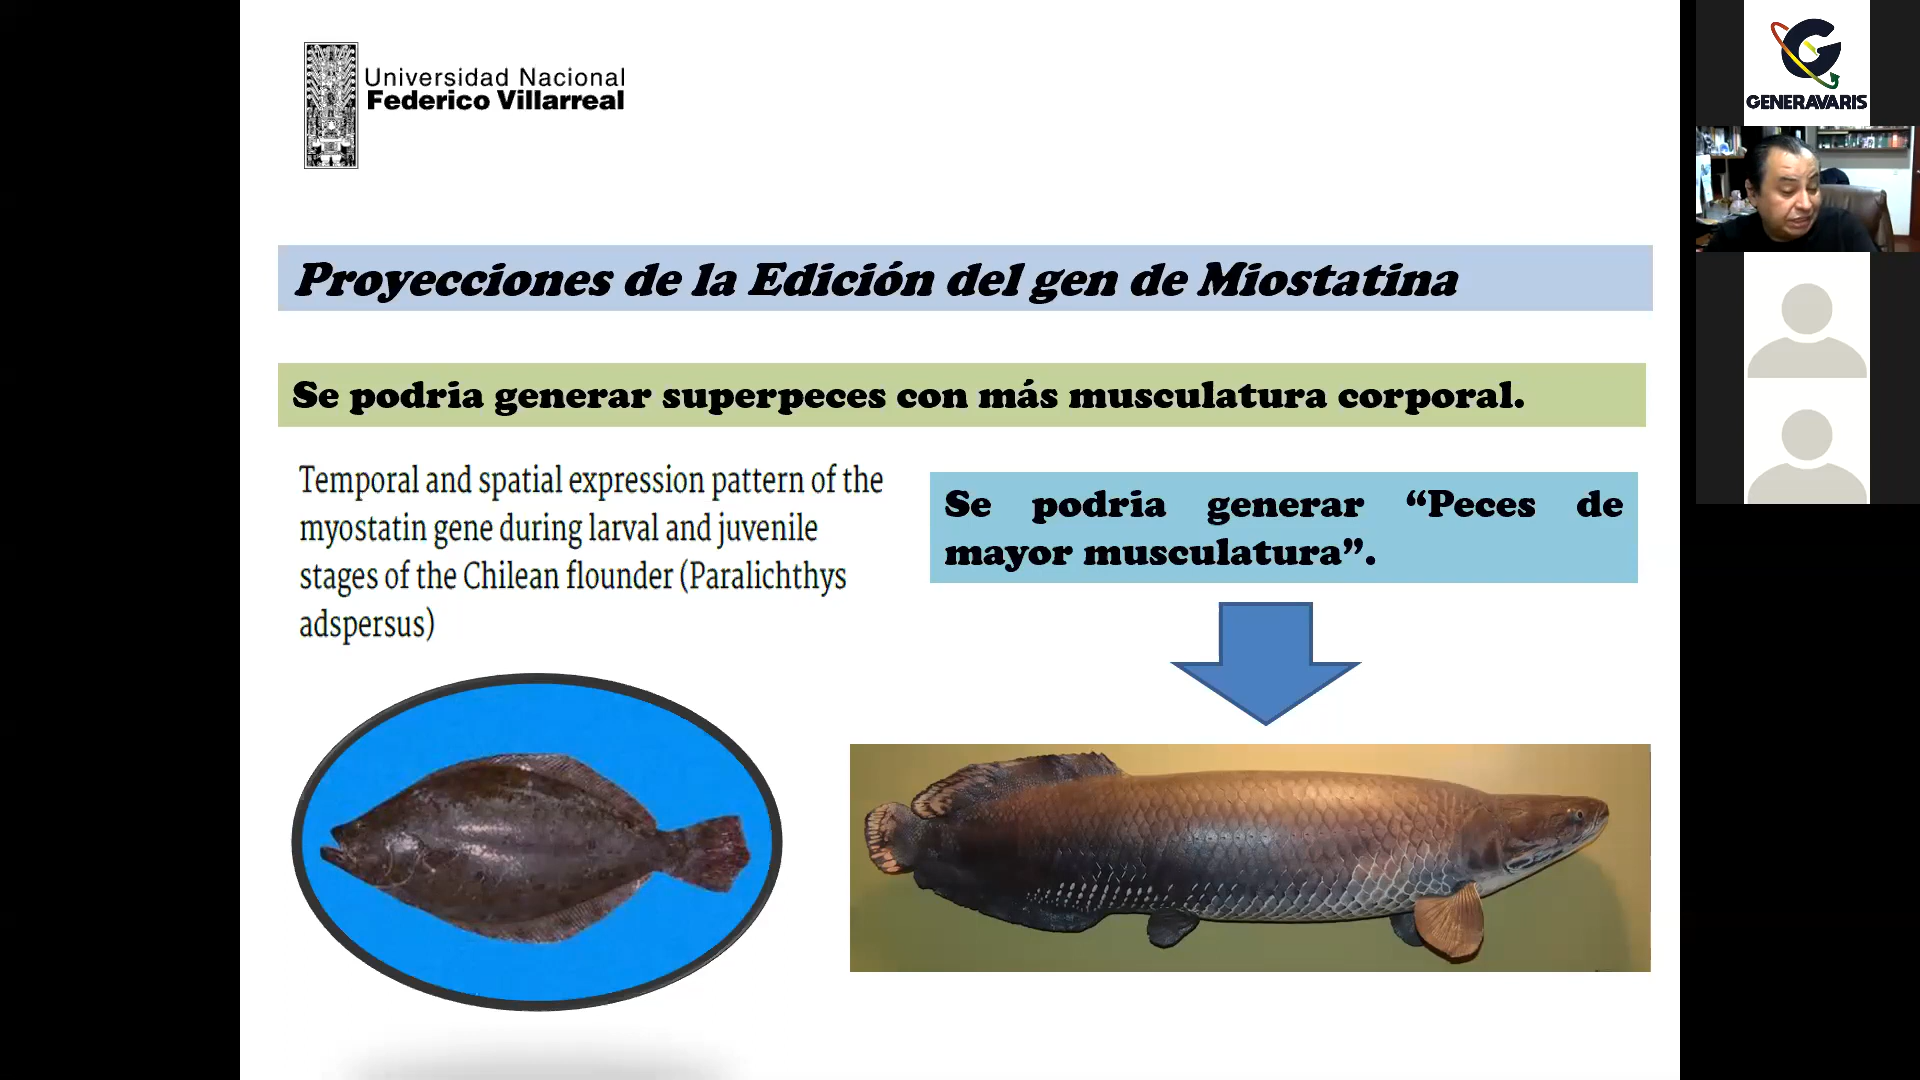 Universidad Nacional
Federico Villarreal
GENERAVARIS
Proyecciones de la Edición del gen de Miostatina
Se podria generar superpeces con más musculatura corporal.
Temporal and spatial expression pattern of the
myostatin gene during larval and juvenile
stages of the Chilean flounder (Paralichthys
adspersus)
Se podria generar “Peces de
mayor musculatura”.